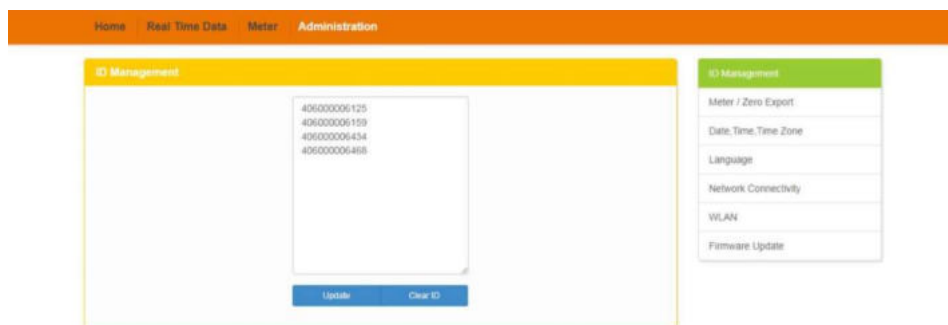 Home Real Time Data Meter Administration
ID Management
406000006125
406000006159
406000006434
406000006468
Update Clear ID
ID Management
Meter / Zero Export
Date,Time,Time Zone
Language
Network Connectivity
WLAN
Firmware Update